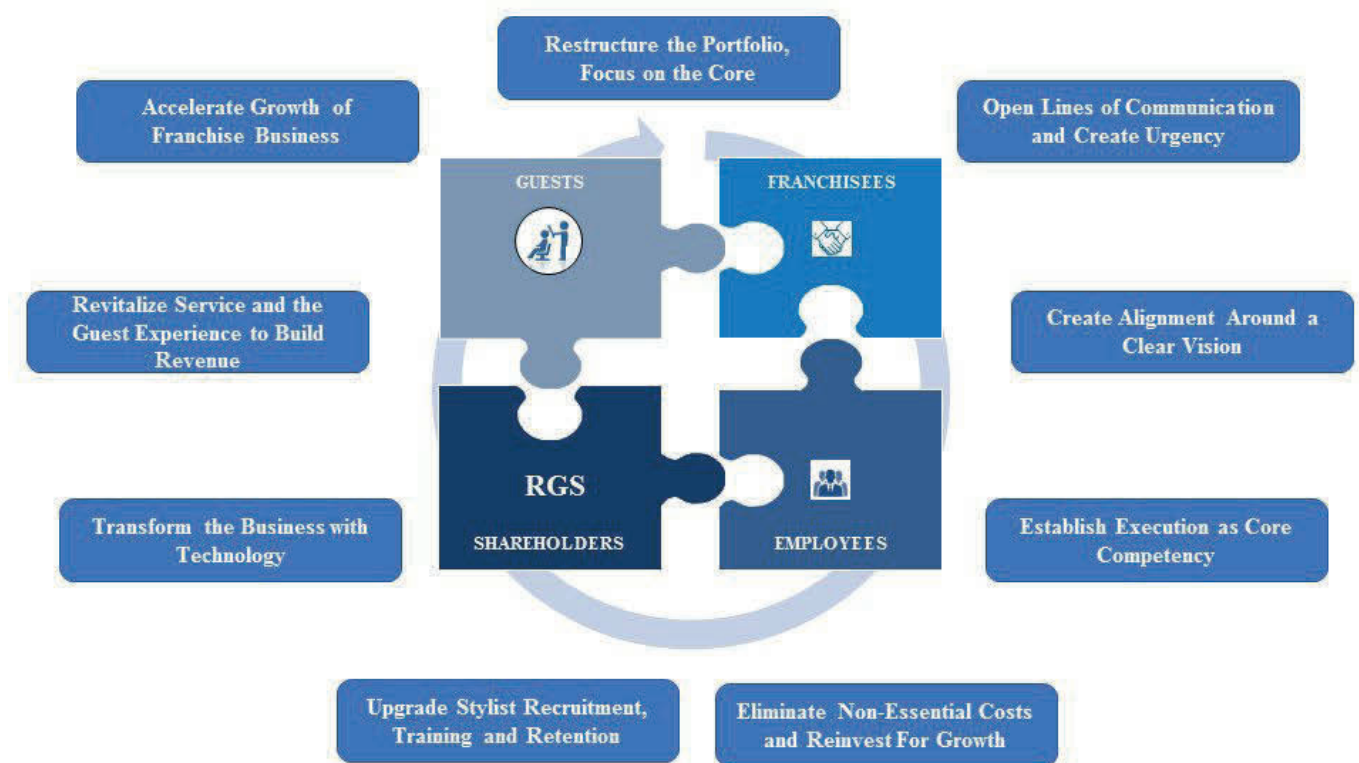 Restructure the Portfolio,
Focus on the Core
Accelerate Growth of
Franchise Business
Open Lines of Communication
and Create Urgency
GUESTS
FRANCHISEES
Revitalize Service and the
Guest Experience to Build
Revenue
Create Alignment Around a
Clear Vision
RGS
SHAREHOLDERS
EMPLOYEES
Transform the Business with
Technology
Establish Execution as Core
Competency
Upgrade Stylist Recruitment,
Training and Retention
Eliminate Non-Essential Costs
and Reinvest For Growth